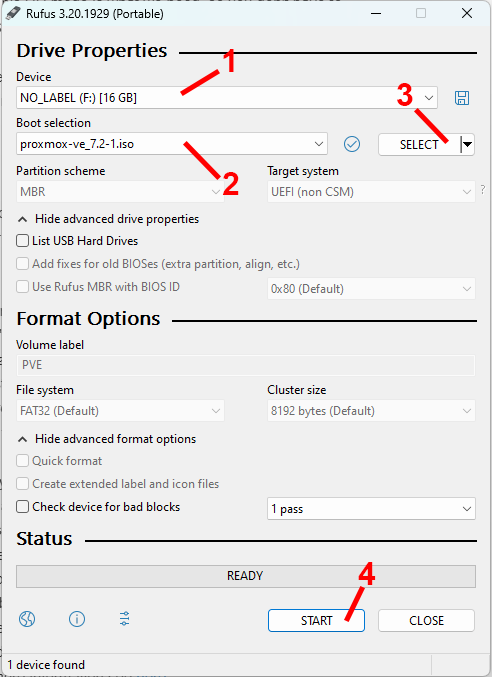 Rufus 3.20.1929 (Portable)
Drive Properties
1
Device
NO_LABEL (F:) [16 GB]
3
Boot selection
proxmox-ve_7.2-1.iso
SELECT
2
Partition scheme
Target system
MBR
UEFI (non CSM)
?
Hide advanced drive properties
List USB Hard Drives
Add fixes for old BIOSes (extra partition, align, etc.)
Use Rufus MBR with BIOS ID
0x80 (Default)
Format Options
Volume label
PVE
File system
Cluster size
FAT32 (Default)
8192 bytes (Default)
Hide advanced format options
Quick format
Create extended label and icon files
Check device for bad blocks
1 pass
Status
READY
4
START
CLOSE
1 device found